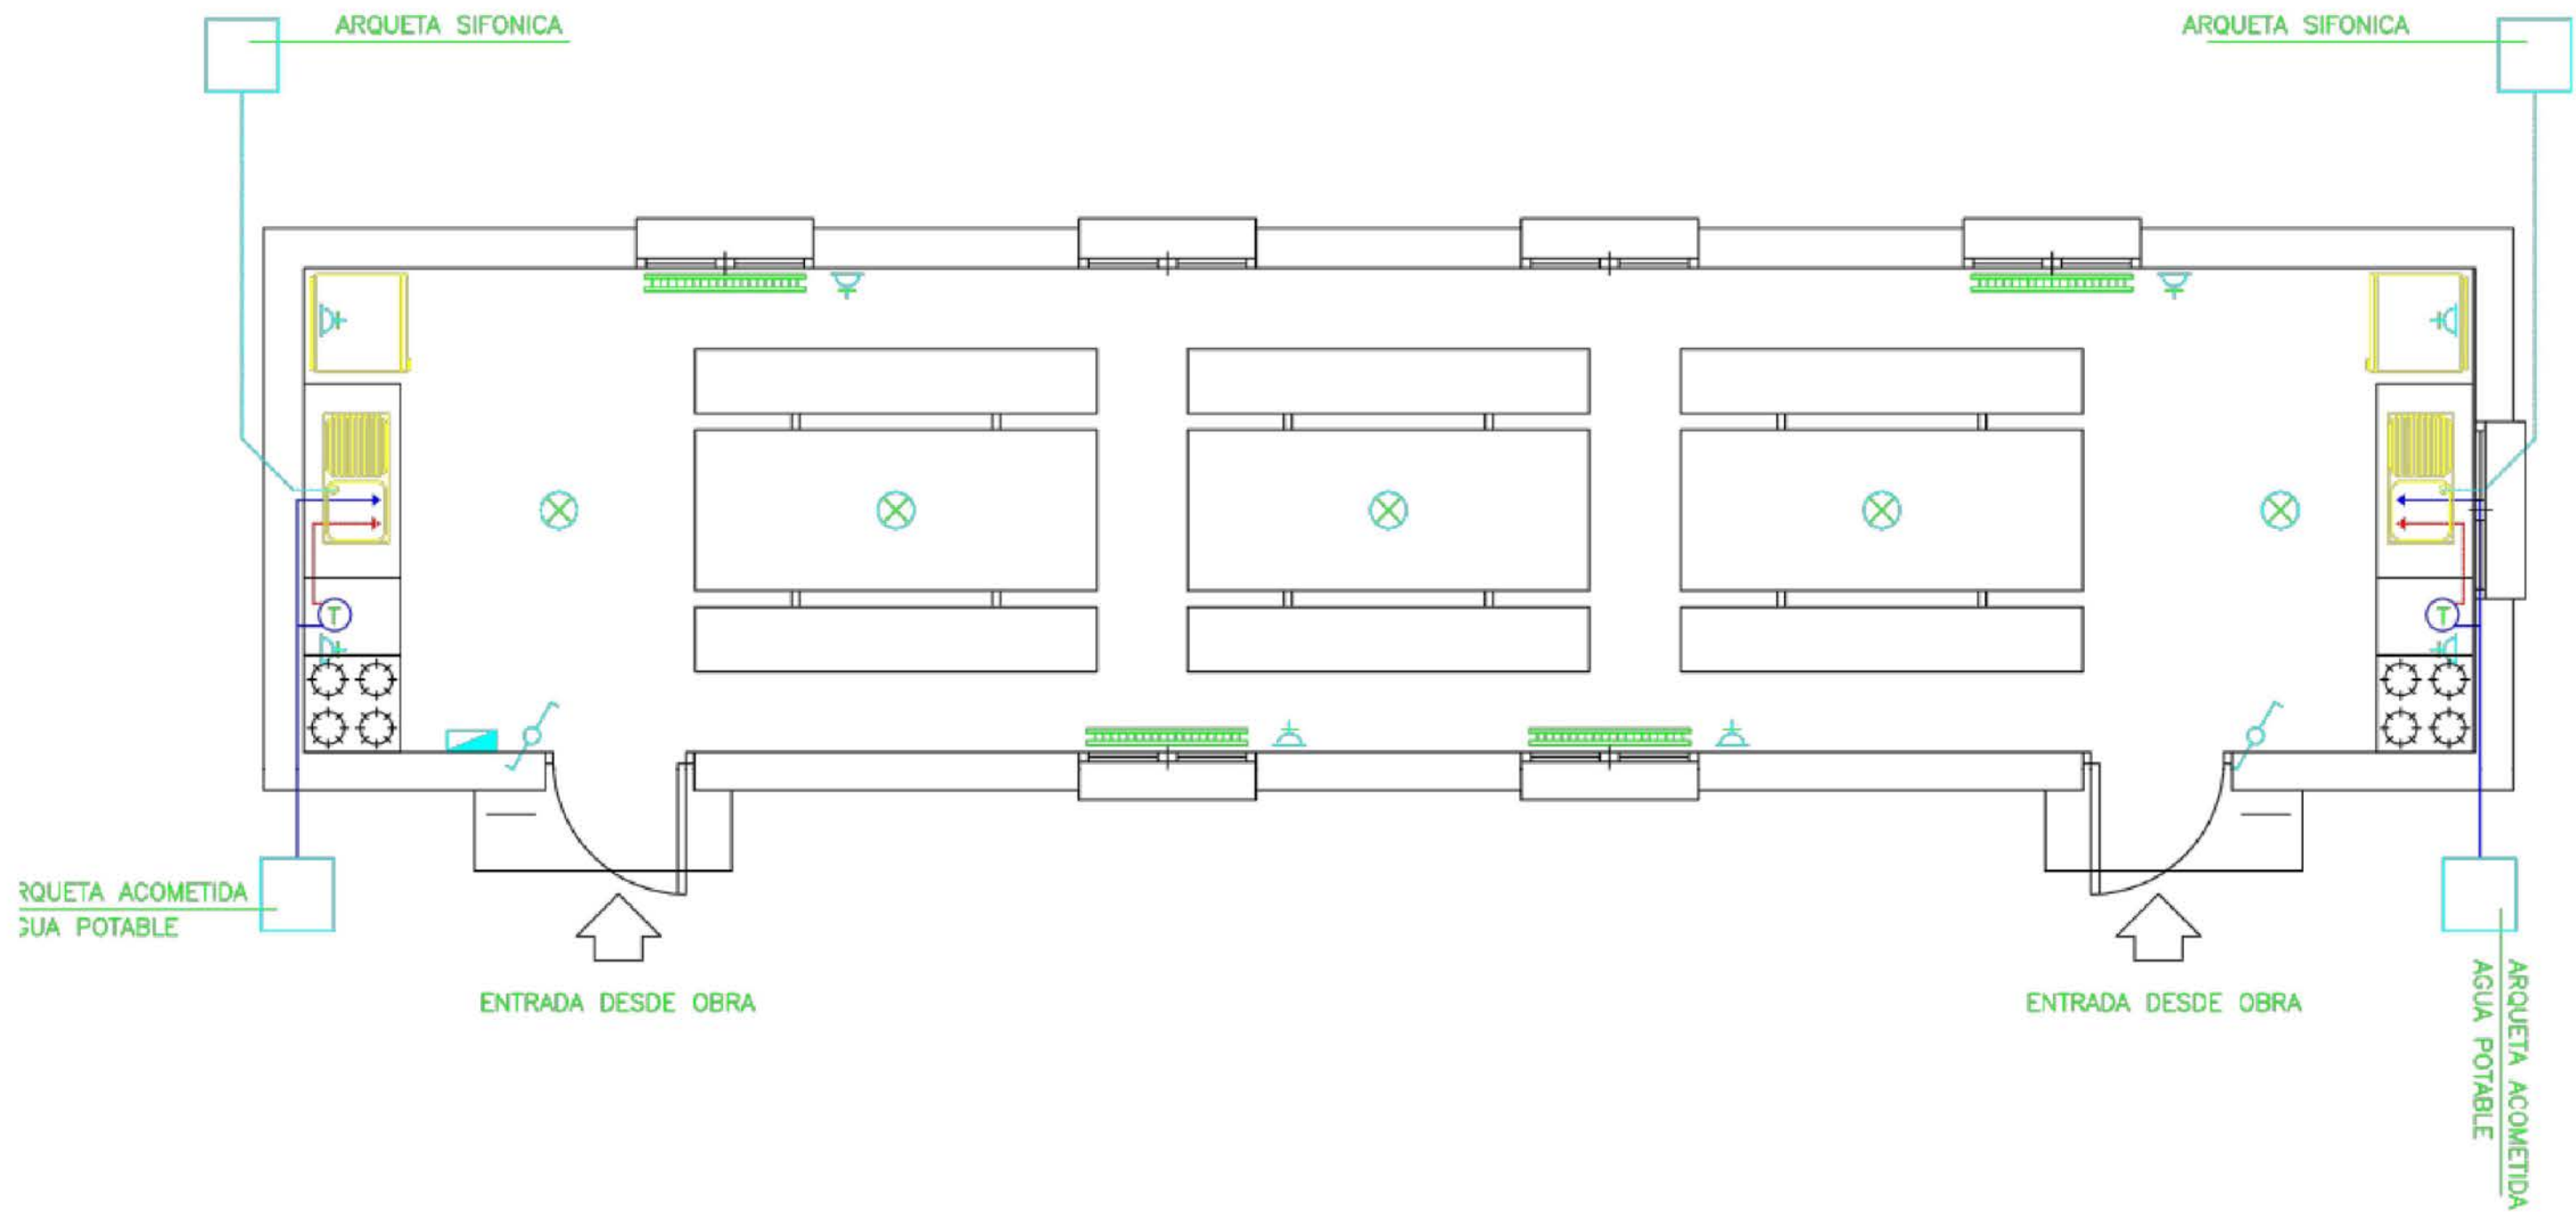 ARQUETA SIFONICA
ARQUETA SIFONICA
T
T
RQUETA ACOMETIDA
GUA POTABLE
ENTRADA DESDE OBRA
ENTRADA DESDE OBRA
ARQUETA ACOMETIDA
AGUA POTABLE